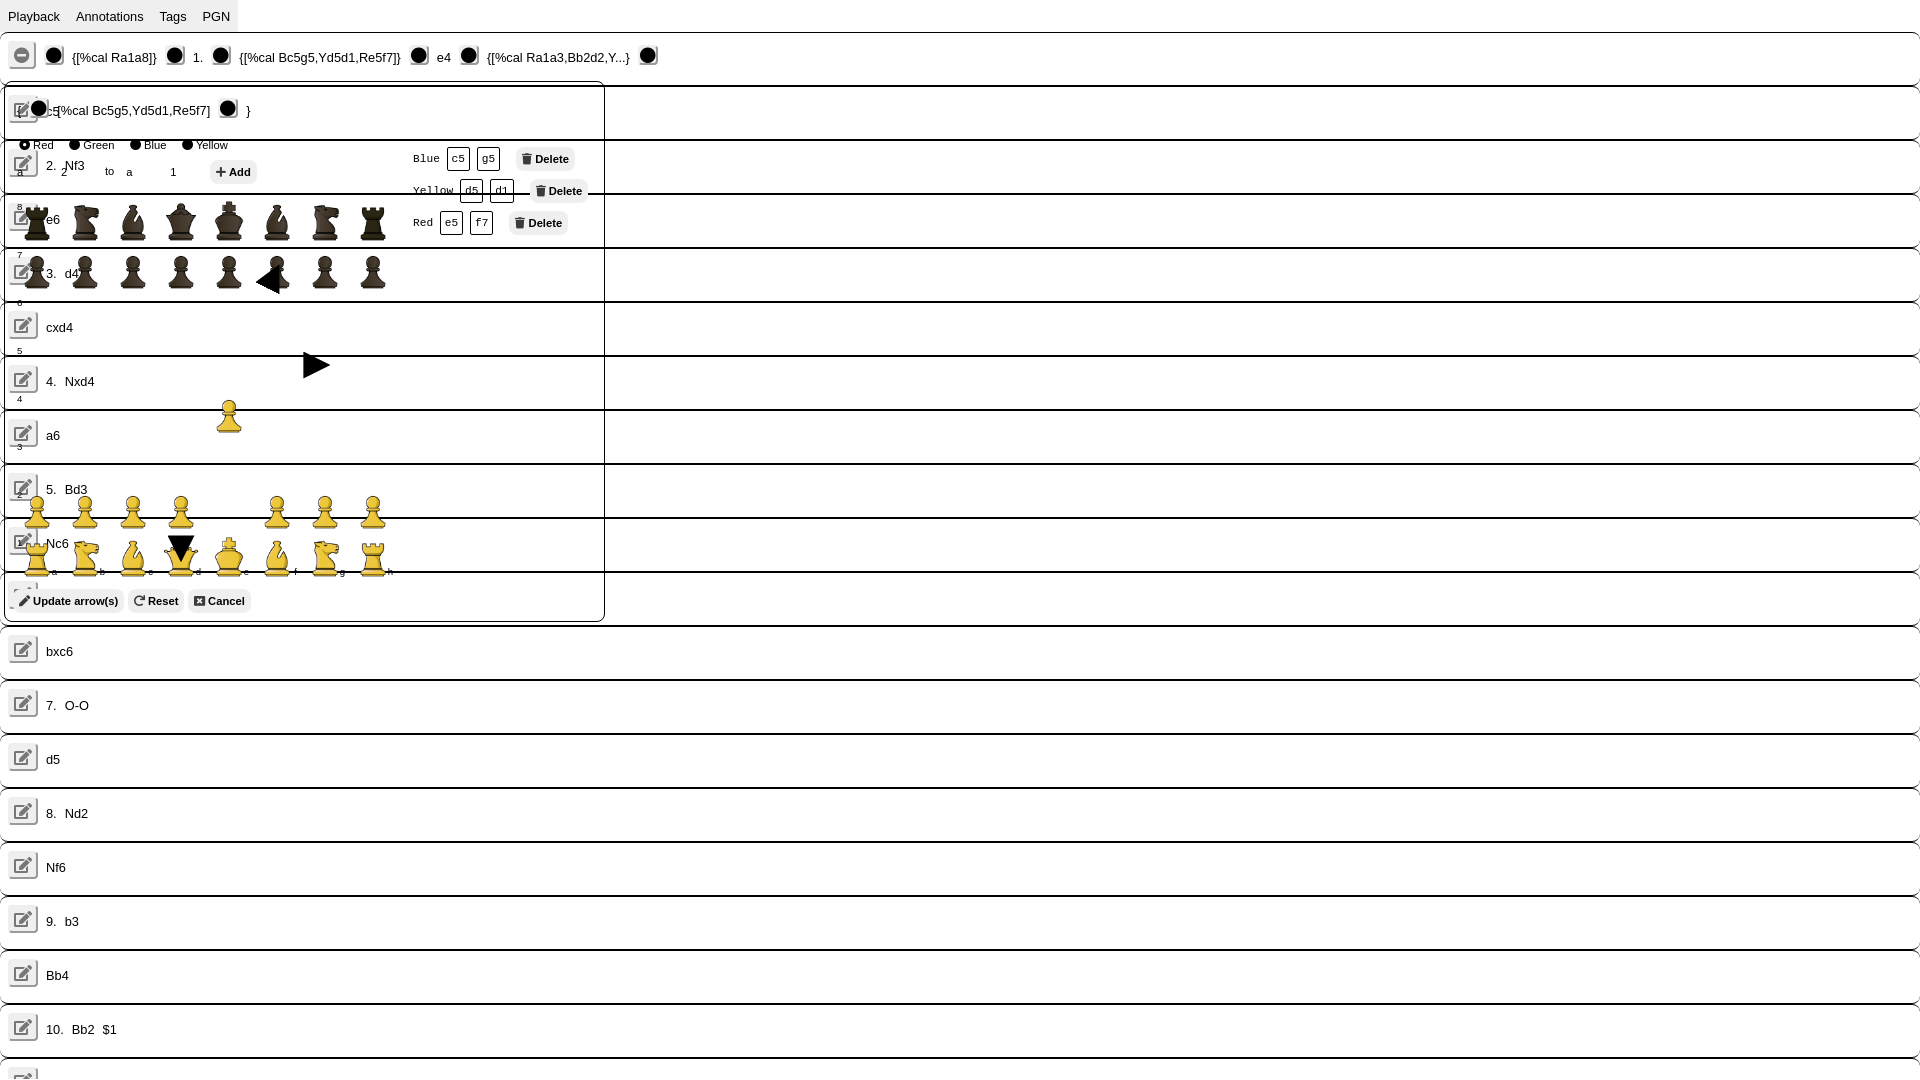 Playback Annotations Tags PGN
{[%cal Ra1a8]} 1. {[%cal Bc5g5,Yd5d1,Re5f7]} e4 {[%cal Ra1a3,Bb2d2,Y...}
c5
{ [%cal Bc5g5,Yd5d1,Re5f7] }
Red Green Blue Yellow
Blue c5 g5 Delete
2. Nf3
a 2 to a 1 Add
Yellow d5 d1 Delete
8
e6
Red e5 f7 Delete
7
3. d4
6
cxd4
5
4. Nxd4
4
a6
3
5. Bd3
2
Nc6
1
a b c d e f g h
Update arrow(s) Reset Cancel
bxc6
7. O-O
d5
8. Nd2
Nf6
9. b3
Bb4
10. Bb2 $1